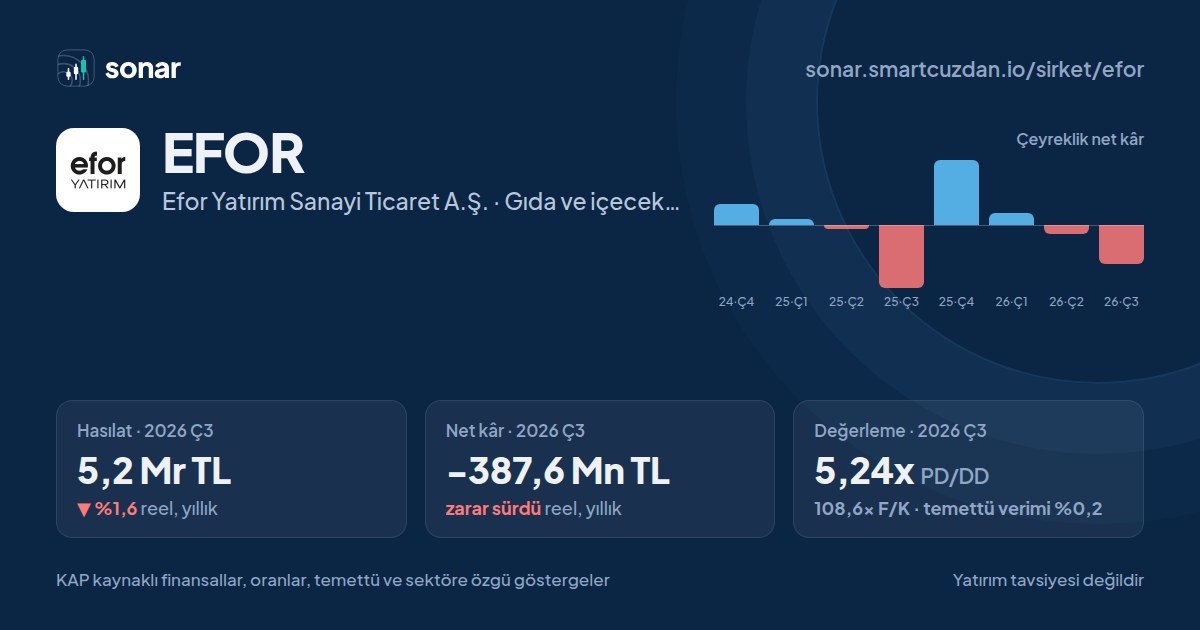 sonar
sonar.smartcuzdan.io/sirket/efor
efor
YATIRIM
EFOR
Efor Yatırım Sanayi Ticaret A.Ş. · Gıda ve içecek...
Çeyreklik net kâr
24·Ç4 25·Ç1 25·Ç2 25·Ç3 25·Ç4 26·Ç1 26·Ç2 26·Ç3
Hasılat · 2026 Ç3
5,2 Mr TL
▼ %1,6 reel, yıllık
Net kâr · 2026 Ç3
−387,6 Mn TL
zarar sürdü reel, yıllık
Değerleme · 2026 Ç3
5,24x PD/DD
108,6x F/K · temettü verimi %0,2
KAP kaynaklı finansallar, oranlar, temettü ve sektöre özgü göstergeler
Yatırım tavsiyesi değildir